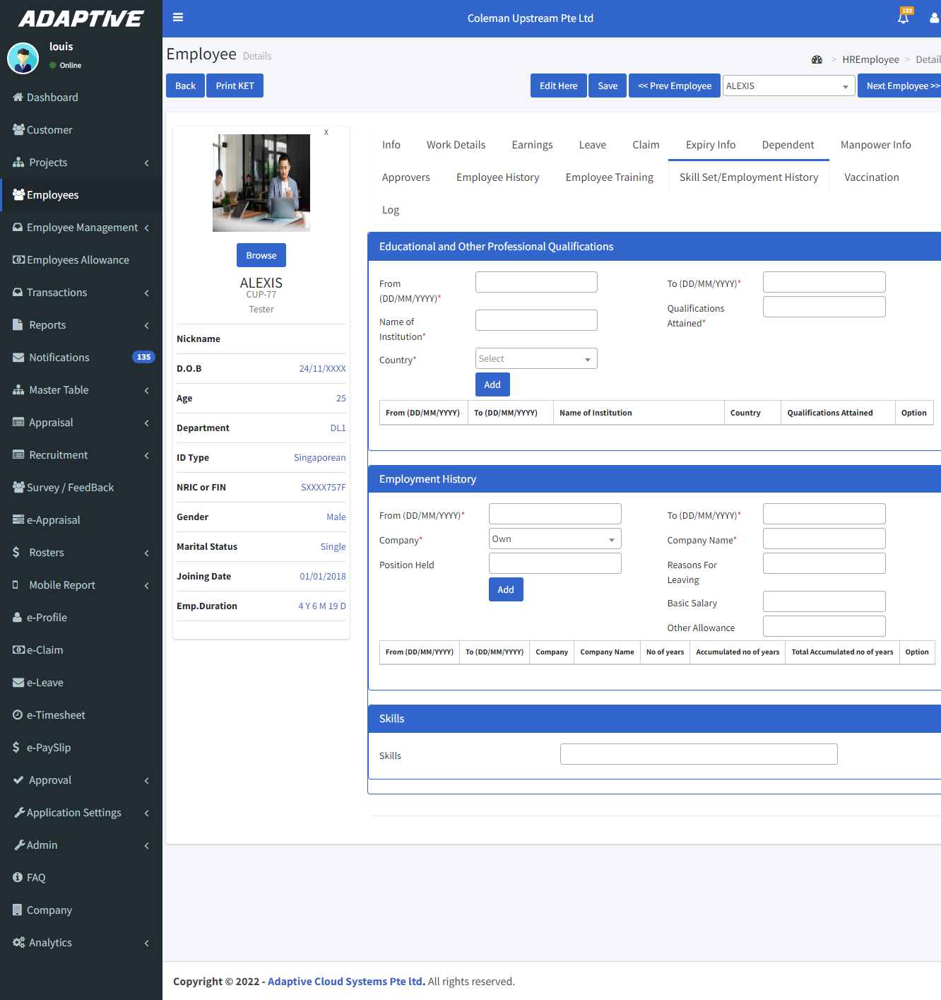 ADAPTIVE
louis
Online
Dashboard
Customer
Projects
Employees
Employee Management
Employees Allowance
Transactions
Reports
Notifications 135
Master Table
Appraisal
Recruitment
Survey / FeedBack
e-Appraisal
Rosters
Mobile Report
e-Profile
e-Claim
e-Leave
e-Timesheet
e-PaySlip
Approval
Application Settings
Admin
FAQ
Company
Analytics
Coleman Upstream Pte Ltd
135
Employee Details
> HREmployee > Detail
Back Print KET Edit Here Save << Prev Employee ALEXIS Next Employee >>
X
Browse
ALEXIS
CUP-77
Tester
Nickname
D.O.B 24/11/XXXX
Age 25
Department DL1
ID Type Singaporean
NRIC or FIN SXXXX757F
Gender Male
Marital Status Single
Joining Date 01/01/2018
Emp.Duration 4 Y 6 M 19 D
Info Work Details Earnings Leave Claim Expiry Info Dependent Manpower Info
Approvers Employee History Employee Training Skill Set/Employment History Vaccination
Log
Educational and Other Professional Qualifications
From (DD/MM/YYYY)*
To (DD/MM/YYYY)*
Name of Institution*
Qualifications Attained*
Country* Select
Add
From (DD/MM/YYYY) To (DD/MM/YYYY) Name of Institution Country Qualifications Attained Option
Employment History
From (DD/MM/YYYY)* To (DD/MM/YYYY)*
Company* Own Company Name*
Position Held Reasons For Leaving
Add
Basic Salary
Other Allowance
From (DD/MM/YYYY) To (DD/MM/YYYY) Company Company Name No of years Accumulated no of years Total Accumulated no of years Option
Skills
Skills
Copyright © 2022 - Adaptive Cloud Systems Pte ltd. All rights reserved.